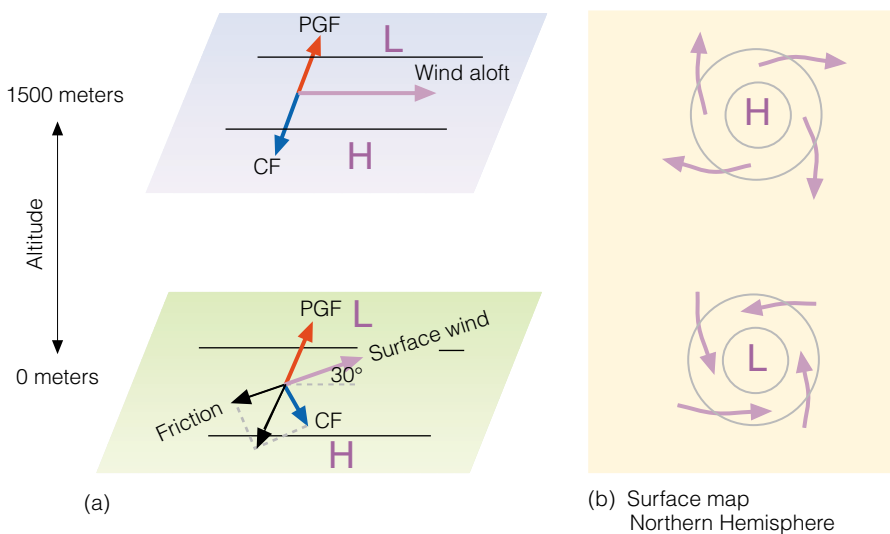 PGF
L
Wind aloft
1500 meters
CF
H
Altitude
PGF
L
Surface wind
30°
0 meters
Friction
CF
H
(a)
H
L
(b) Surface map
Northern Hemisphere